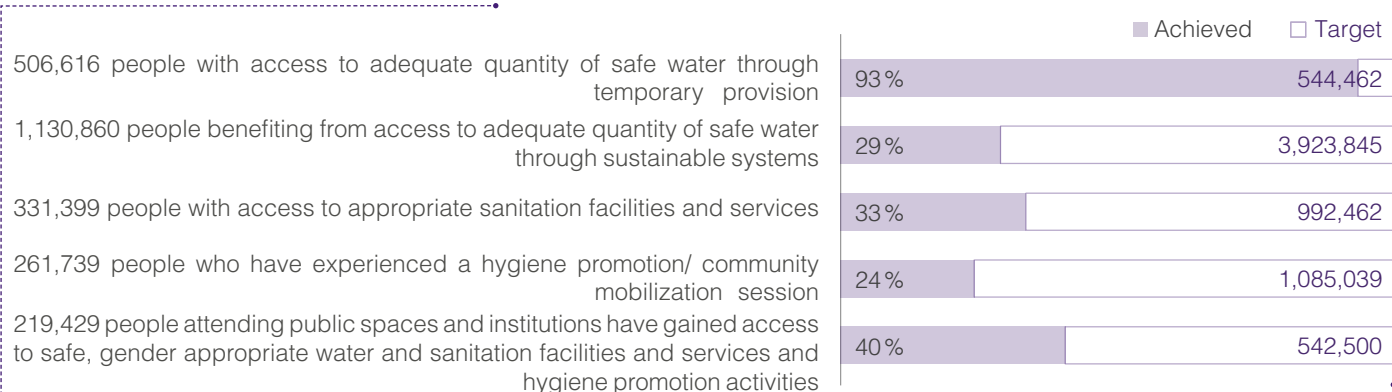 Achieved Target
506,616 people with access to adequate quantity of safe water through
temporary provision
93% 544,462
1,130,860 people benefiting from access to adequate quantity of safe water
through sustainable systems
29% 3,923,845
331,399 people with access to appropriate sanitation facilities and services
33% 992,462
261,739 people who have experienced a hygiene promotion/ community
mobilization session
24% 1,085,039
219,429 people attending public spaces and institutions have gained access
to safe, gender appropriate water and sanitation facilities and services and
hygiene promotion activities
40% 542,500